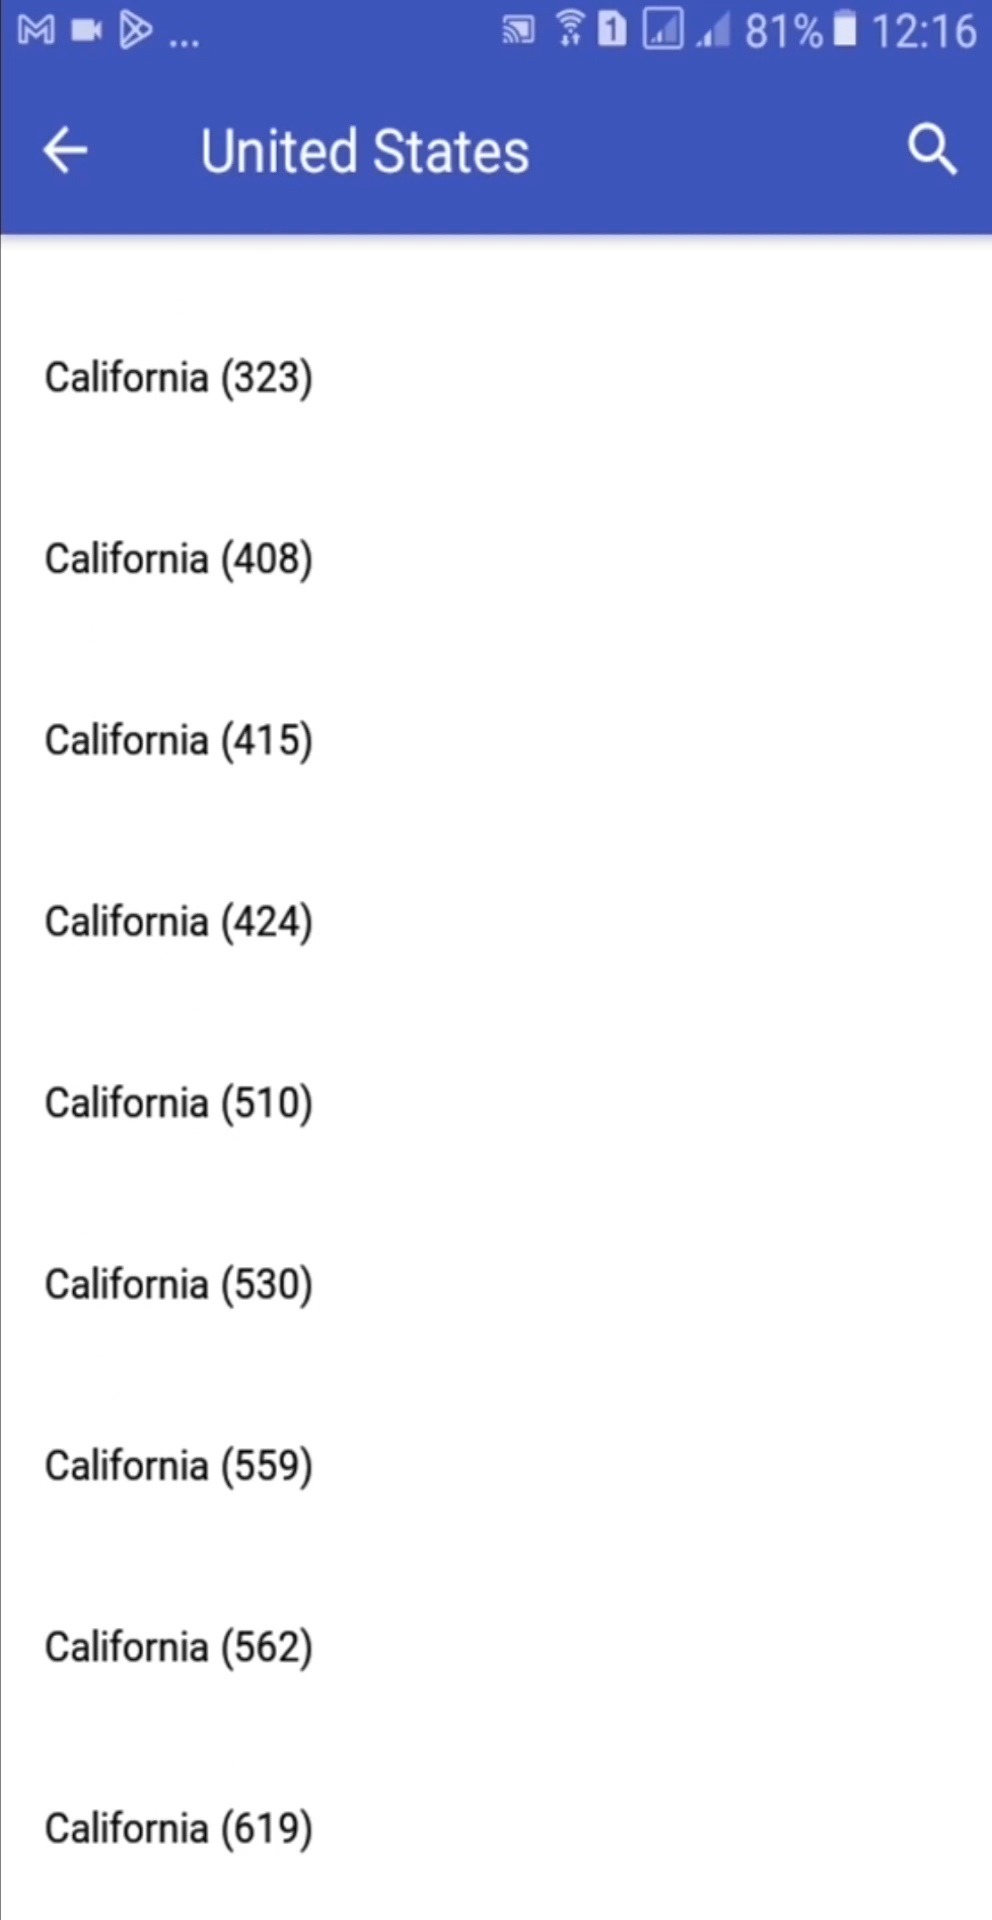 ... 1 81% 12:16
United States
California (323)
California (408)
California (415)
California (424)
California (510)
California (530)
California (559)
California (562)
California (619)